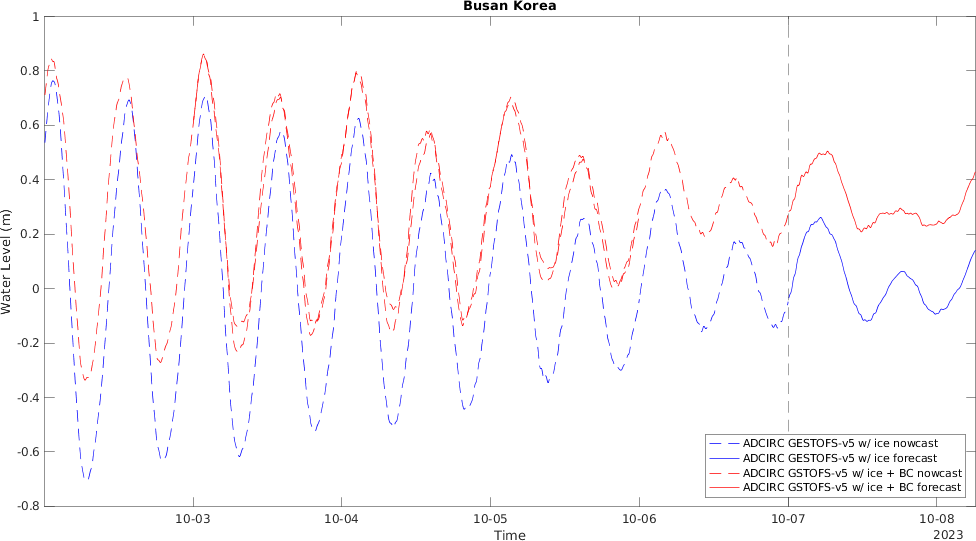 Busan Korea
1
0.8
0.6
0.4
0.2
0
-0.2
-0.4
-0.6
-0.8
Water Level (m)
10-03
10-04
10-05
10-06
10-07
10-08
Time
2023
ADCIRC GESTOFS-v5 w/ ice nowcast
ADCIRC GESTOFS-v5 w/ ice forecast
ADCIRC GSTOFS-v5 w/ ice + BC nowcast
ADCIRC GSTOFS-v5 w/ ice + BC forecast